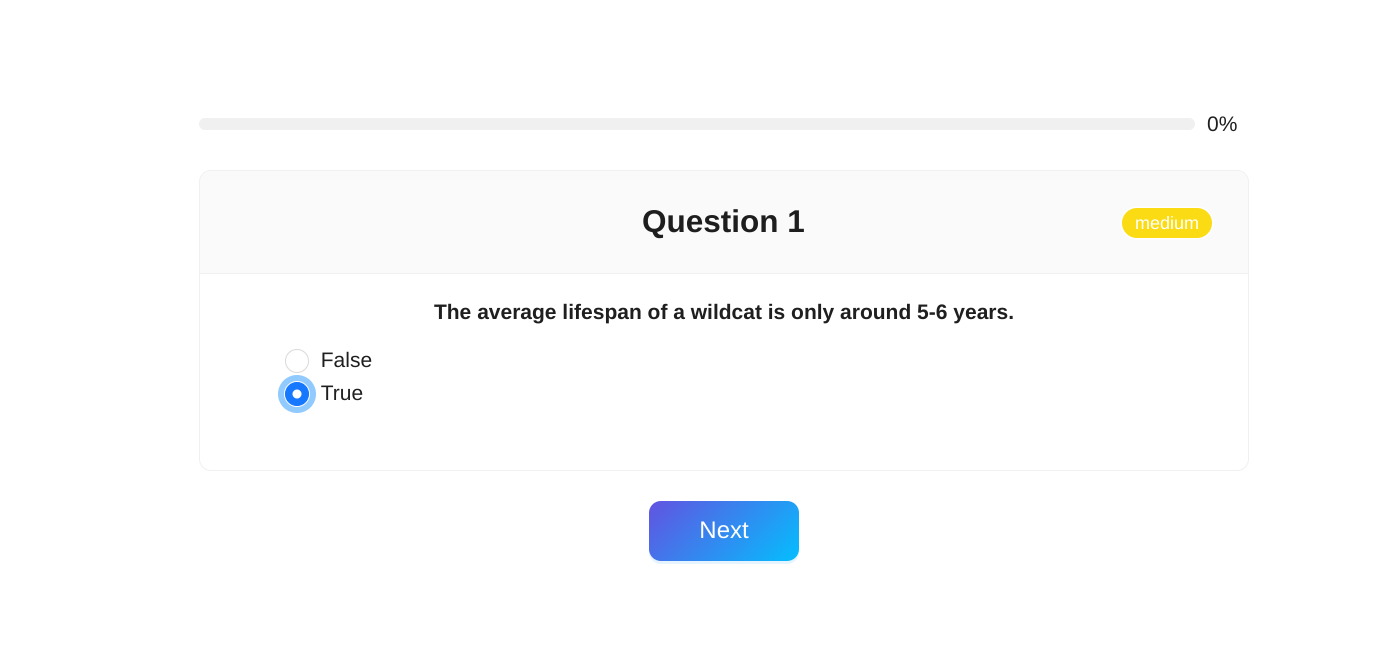 0%
Question 1
medium
The average lifespan of a wildcat is only around 5-6 years.
False
True
Next